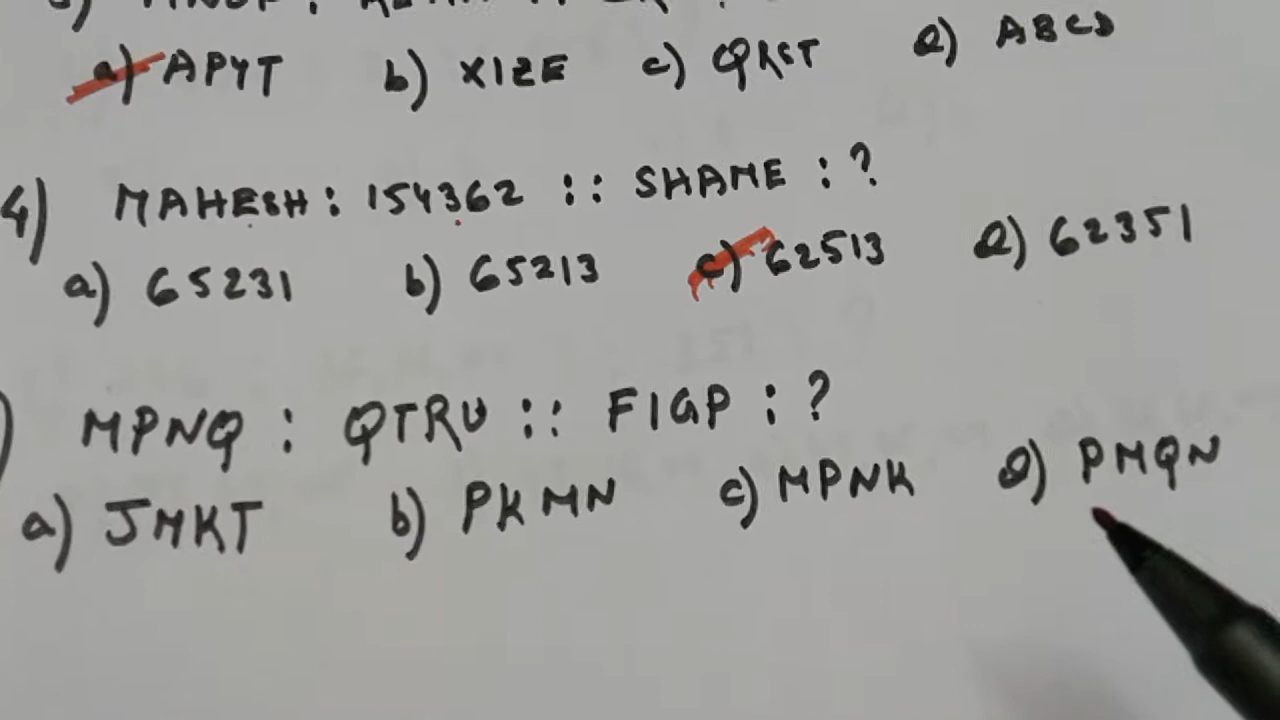 a) APYT b) XIZE c) QRST d) ABCD
4) MAHESH : 154362 :: SHAME : ?
a) 65231 b) 65213 c) 62513 d) 62351
) MPNQ : QTRU :: FIGP : ?
a) JMKT b) PKMN c) MPNK d) PMQN